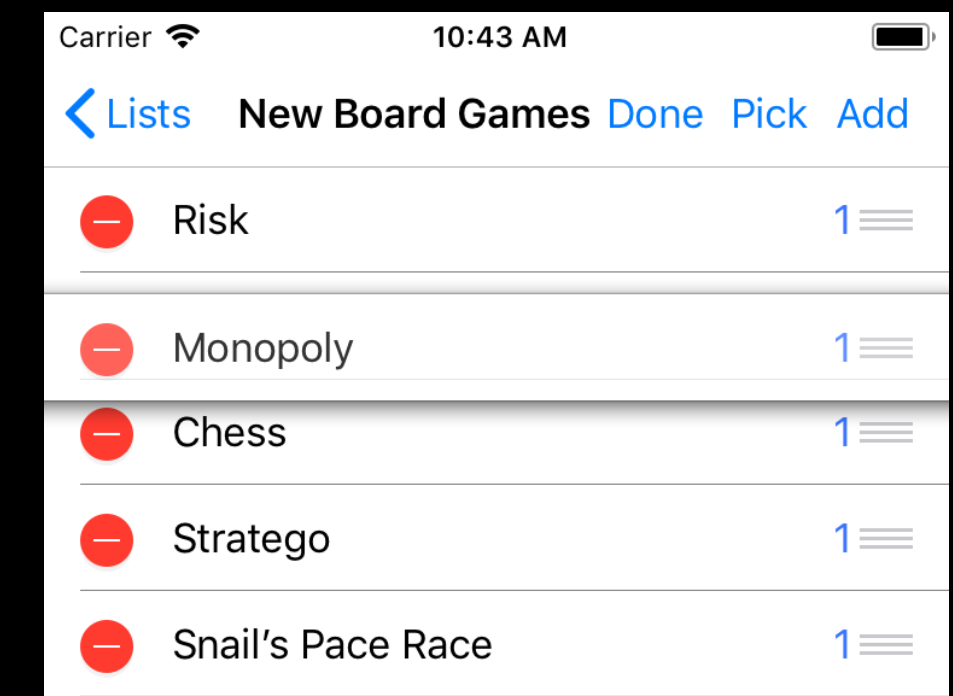 Carrier 10:43 AM
Lists New Board Games Done Pick Add
Risk 1
Monopoly 1
Chess 1
Stratego 1
Snail’s Pace Race 1